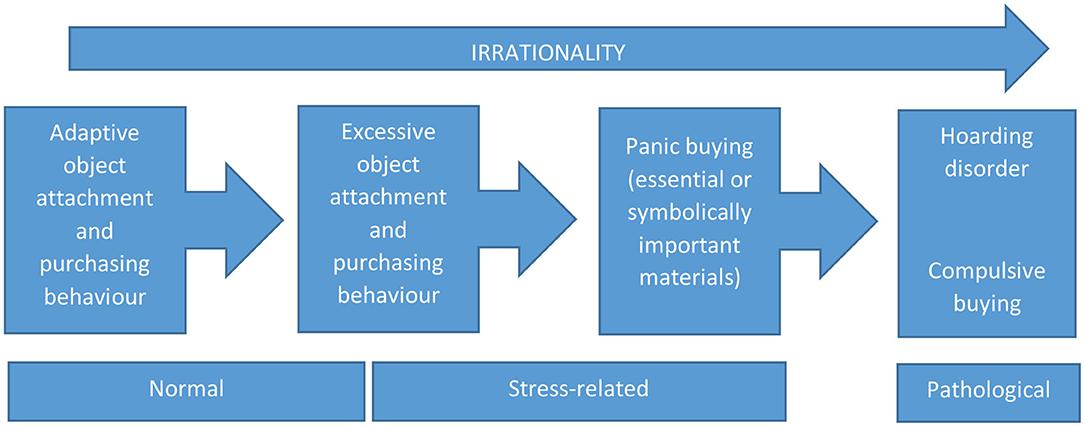 IRRATIONALITY
Adaptive
object
attachment
and
purchasing
behaviour
Excessive
object
attachment
and
purchasing
behaviour
Panic buying
(essential or
symbolically
important
materials)
Hoarding
disorder
Compulsive
buying
Normal
Stress-related
Pathological